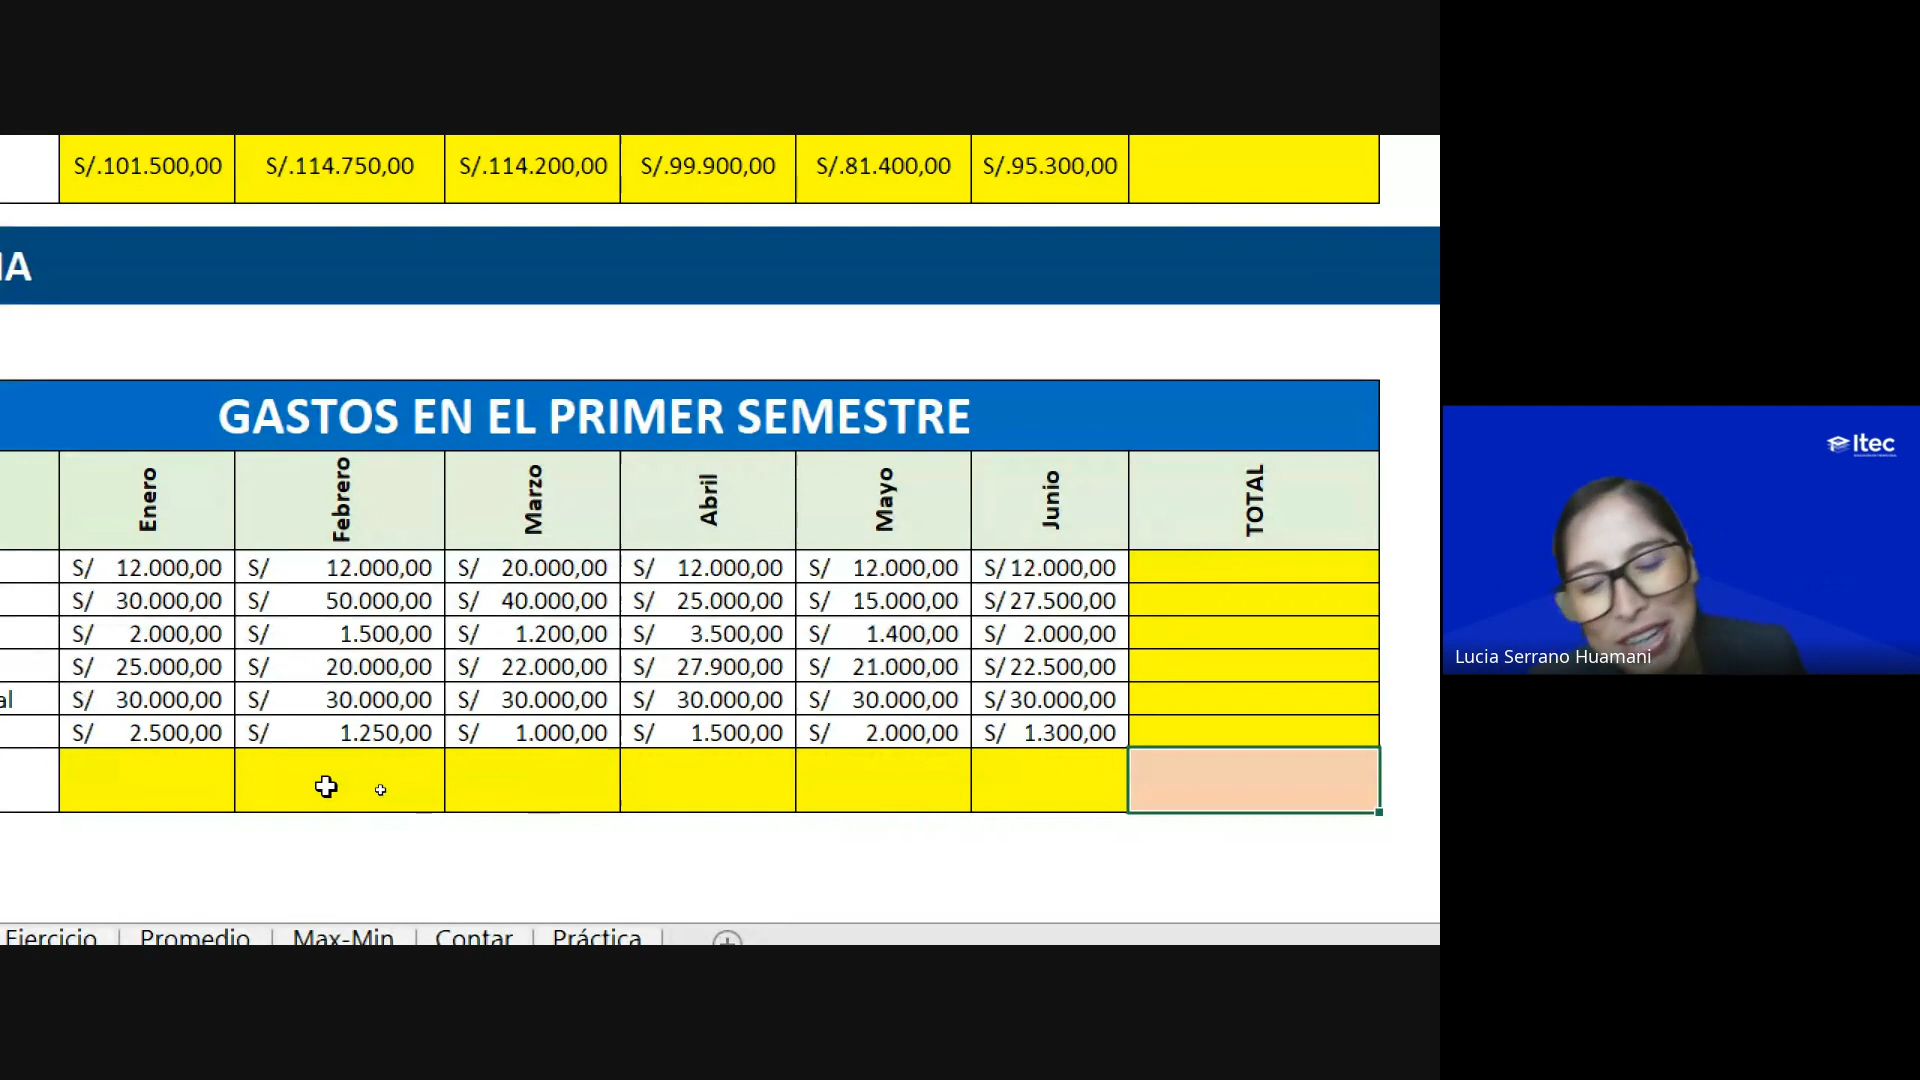 S/.101.500,00 S/.114.750,00 S/.114.200,00 S/.99.900,00 S/.81.400,00 S/.95.300,00
IA
GASTOS EN EL PRIMER SEMESTRE
Enero Febrero Marzo Abril Mayo Junio TOTAL
S/ 12.000,00 S/ 12.000,00 S/ 20.000,00 S/ 12.000,00 S/ 12.000,00 S/ 12.000,00
S/ 30.000,00 S/ 50.000,00 S/ 40.000,00 S/ 25.000,00 S/ 15.000,00 S/ 27.500,00
S/ 2.000,00 S/ 1.500,00 S/ 1.200,00 S/ 3.500,00 S/ 1.400,00 S/ 2.000,00
S/ 25.000,00 S/ 20.000,00 S/ 22.000,00 S/ 27.900,00 S/ 21.000,00 S/ 22.500,00
al S/ 30.000,00 S/ 30.000,00 S/ 30.000,00 S/ 30.000,00 S/ 30.000,00 S/ 30.000,00
S/ 2.500,00 S/ 1.250,00 S/ 1.000,00 S/ 1.500,00 S/ 2.000,00 S/ 1.300,00
Ejercicio Promedio Max-Min Contar Práctica
Itec
Lucia Serrano Huamani